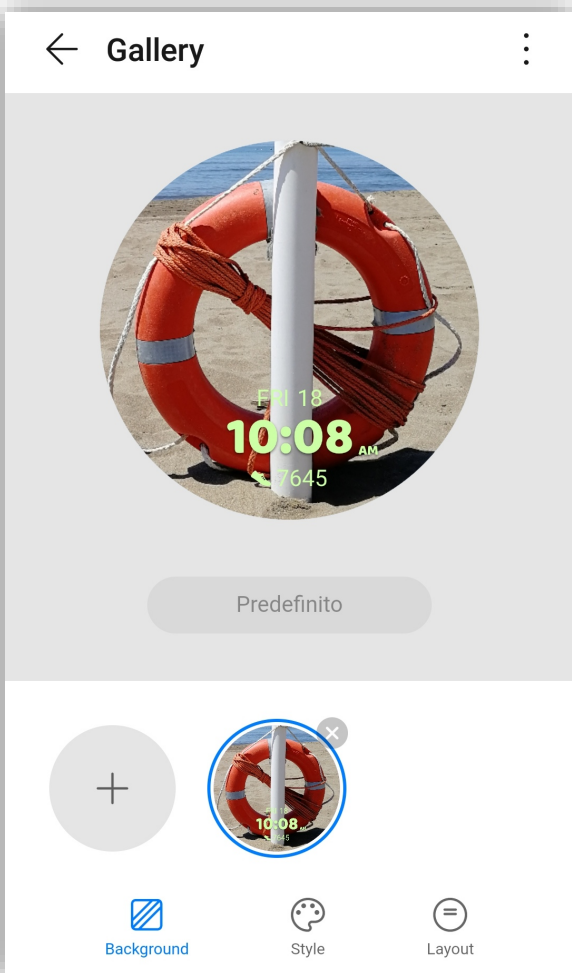 Gallery
FRI 18
10:08 AM
7645
Predefinito
10:08
Background
Style
Layout